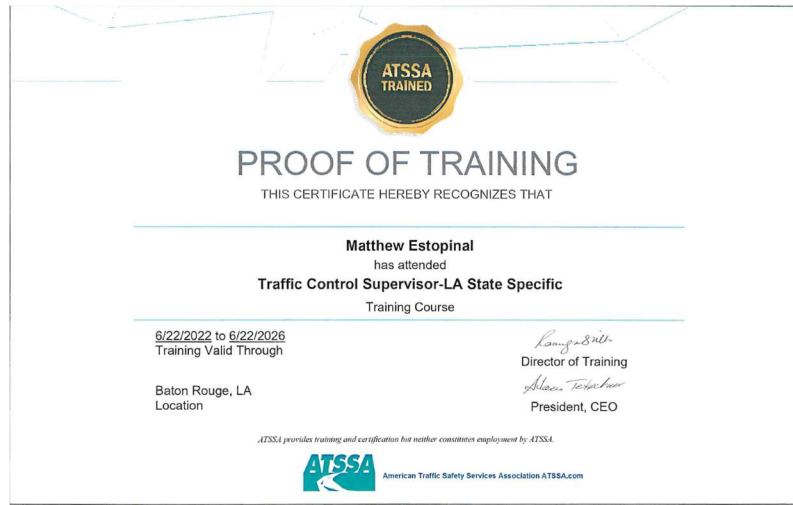 ATSSA
TRAINED
PROOF OF TRAINING
THIS CERTIFICATE HEREBY RECOGNIZES THAT
Matthew Estopinal
has attended
Traffic Control Supervisor-LA State Specific
Training Course
6/22/2022 to 6/22/2026
Training Valid Through
Director of Training
Baton Rouge, LA
Location
President, CEO
ATSSA provides training and certification but neither constitutes employment by ATSSA.
ATSSA
American Traffic Safety Services Association ATSSA.com